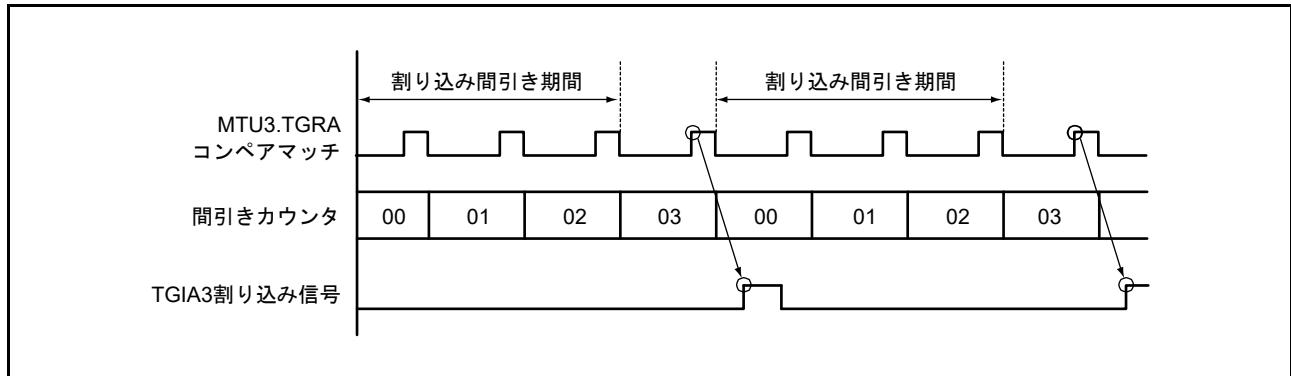 割り込み間引き期間 割り込み間引き期間
MTU3.TGRA
コンペアマッチ
間引きカウンタ 00 01 02 03 00 01 02 03
TGIA3割り込み信号